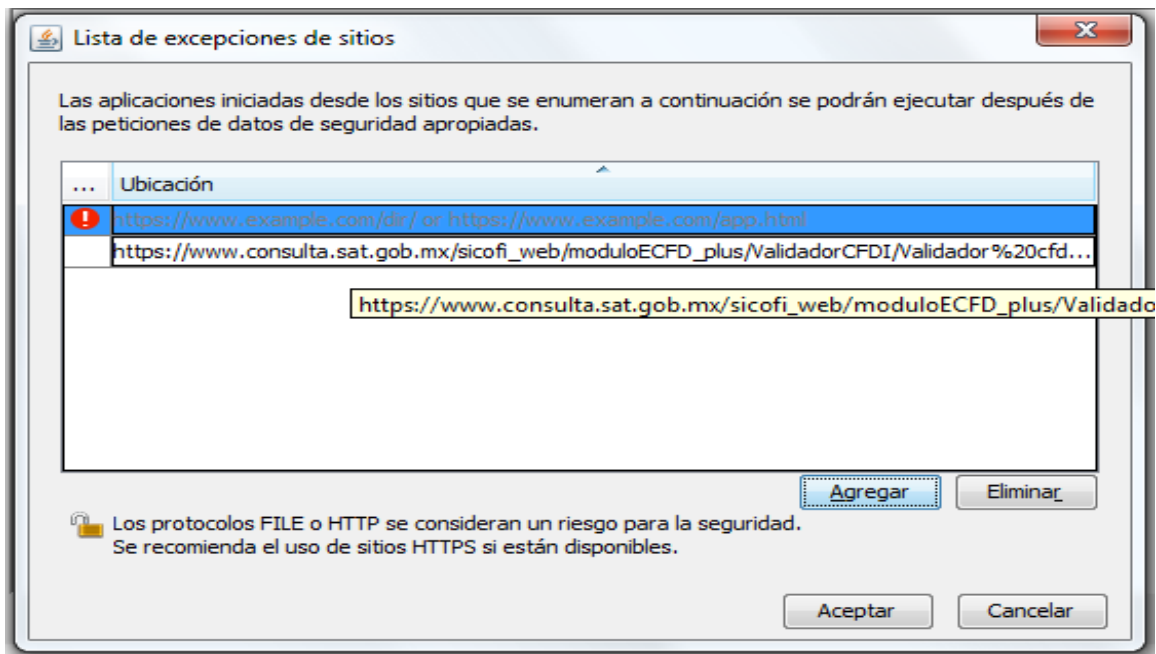 Lista de excepciones de sitios
Las aplicaciones iniciadas desde los sitios que se enumeran a continuación se podrán ejecutar después de
las peticiones de datos de seguridad apropiadas.
... Ubicación
https://www.example.com/dir/ or https://www.example.com/app.html
https://www.consulta.sat.gob.mx/sicofi_web/moduloECFD_plus/ValidadorCFDI/Validador%20cfd...
https://www.consulta.sat.gob.mx/sicofi_web/moduloECFD_plus/Validado
Agregar Eliminar
Los protocolos FILE o HTTP se consideran un riesgo para la seguridad.
Se recomienda el uso de sitios HTTPS si están disponibles.
Aceptar Cancelar